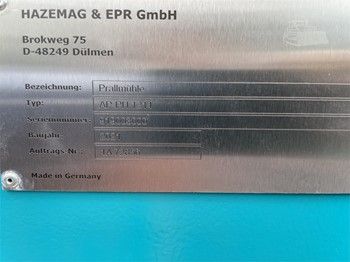 HAZEMAG & EPR GmbH
Brokweg 75
D-48249 Dülmen
Bezeichnung: Prallmühle
Typ:
Seriennummer:
Baujahr:
Auftrags-Nr.:
Made in Germany